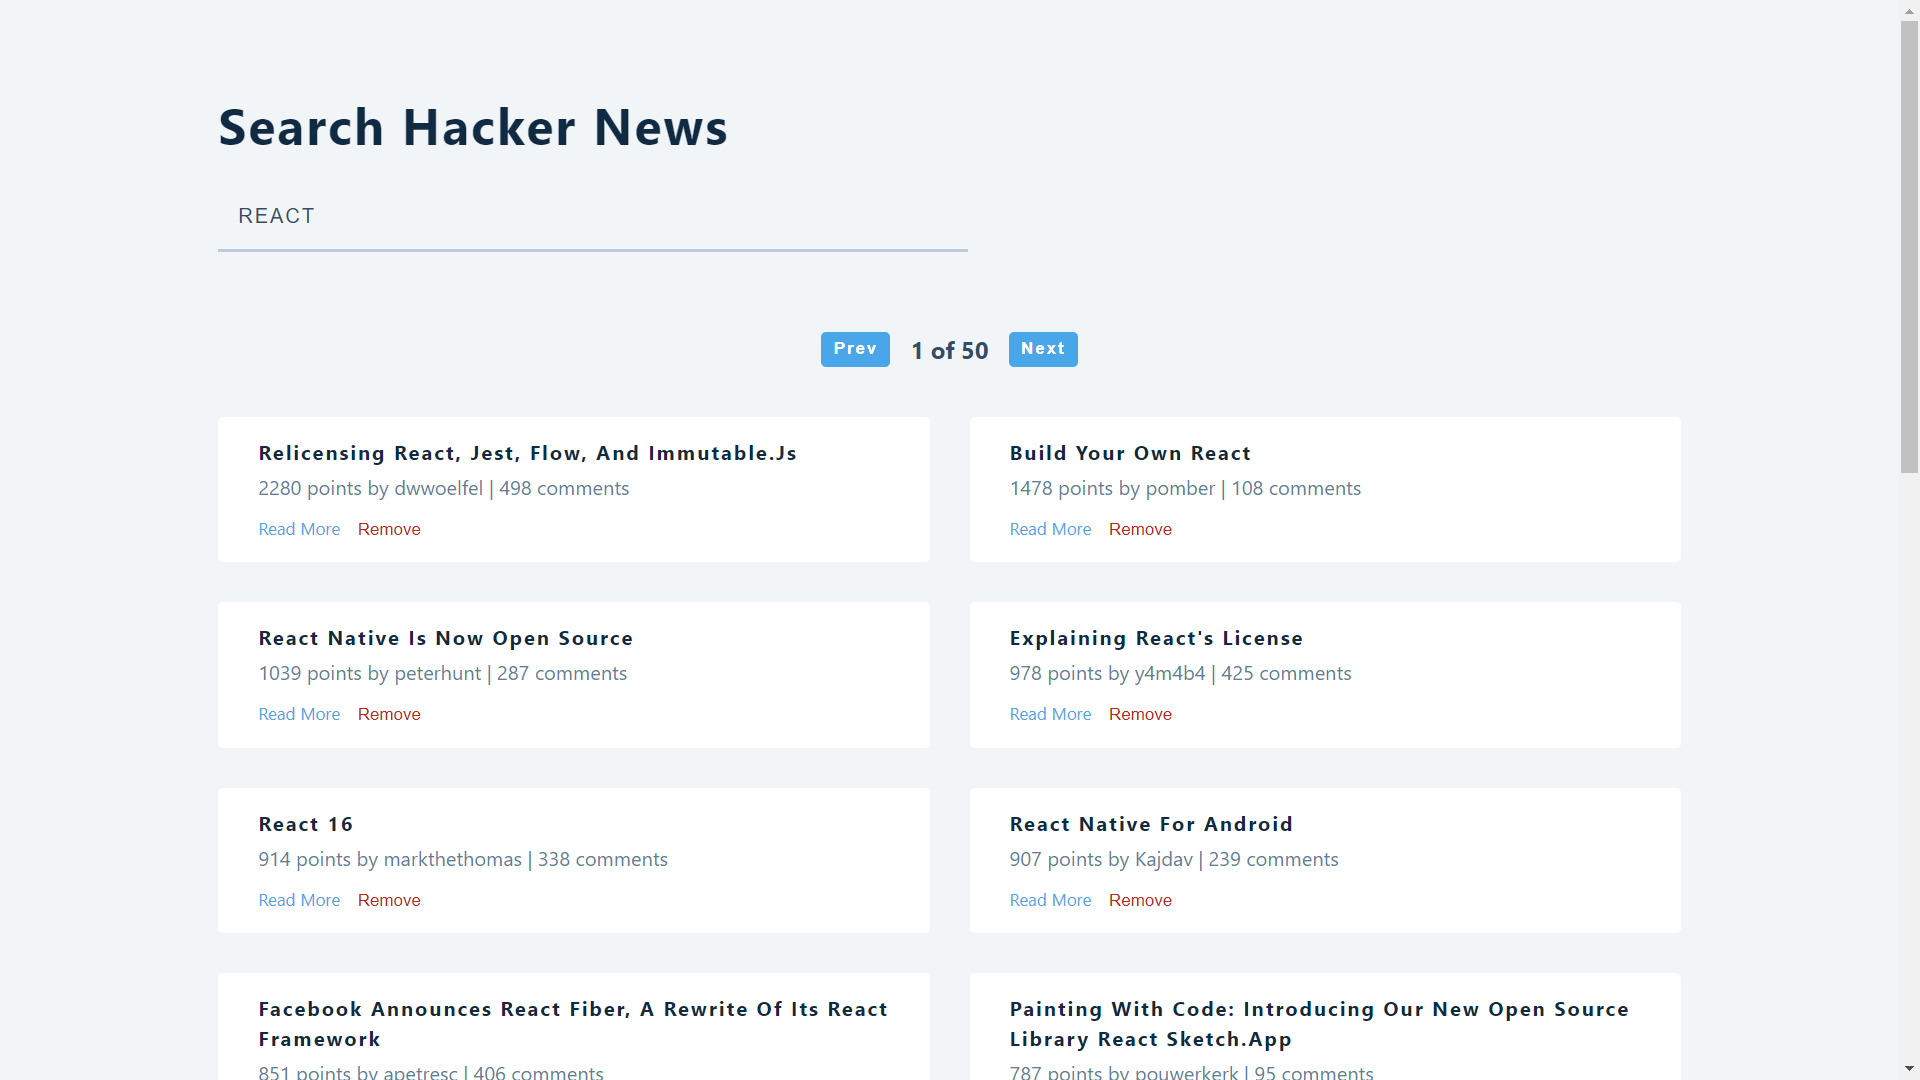 Search Hacker News
REACT
Prev 1 of 50 Next
Relicensing React, Jest, Flow, And Immutable.Js
2280 points by dwwoelfel | 498 comments
Read More Remove
Build Your Own React
1478 points by pomber | 108 comments
Read More Remove
React Native Is Now Open Source
1039 points by peterhunt | 287 comments
Read More Remove
Explaining React's License
978 points by y4m4b4 | 425 comments
Read More Remove
React 16
914 points by markthethomas | 338 comments
Read More Remove
React Native For Android
907 points by Kajdav | 239 comments
Read More Remove
Facebook Announces React Fiber, A Rewrite Of Its React
Framework
851 points by apetresc | 406 comments
Painting With Code: Introducing Our New Open Source
Library React Sketch.App
787 points by pouwerkerk | 95 comments